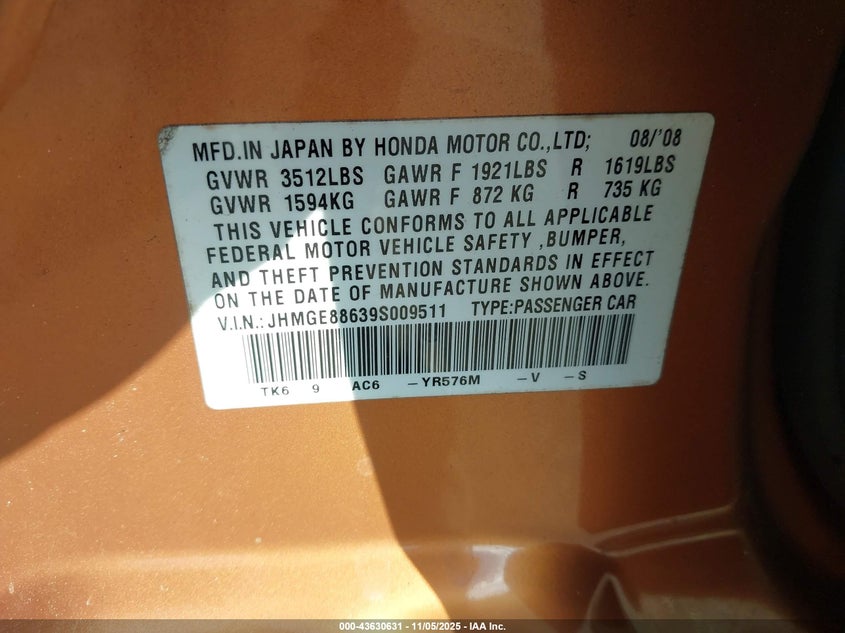 MFD.IN JAPAN BY HONDA MOTOR CO.,LTD; 08/'08
GVWR 3512LBS GAWR F 1921LBS R 1619LBS
GVWR 1594KG GAWR F 872 KG R 735 KG
THIS VEHICLE CONFORMS TO ALL APPLICABLE
FEDERAL MOTOR VEHICLE SAFETY ,BUMPER,
AND THEFT PREVENTION STANDARDS IN EFFECT
ON THE DATE OF MANUFACTURE SHOWN ABOVE.
V.I.N.: JHMGE88639S009511 TYPE:PASSENGER CAR
TK6 9 AC6 –YR576M –V –S
000-43630631 - 11/05/2025 - IAA Inc.